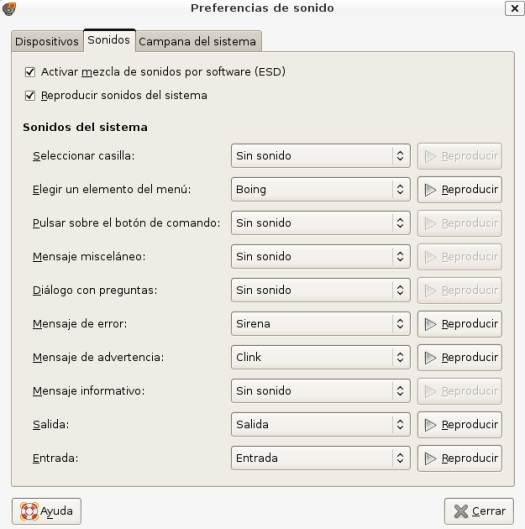 Preferencias de sonido
Dispositivos Sonidos Campana del sistema
Activar mezcla de sonidos por software (ESD)
Reproducir sonidos del sistema
Sonidos del sistema
Seleccionar casilla: Sin sonido Reproducir
Elegir un elemento del menú: Boing Reproducir
Pulsar sobre el botón de comando: Sin sonido Reproducir
Mensaje misceláneo: Sin sonido Reproducir
Diálogo con preguntas: Sin sonido Reproducir
Mensaje de error: Sirena Reproducir
Mensaje de advertencia: Clink Reproducir
Mensaje informativo: Sin sonido Reproducir
Salida: Salida Reproducir
Entrada: Entrada Reproducir
Ayuda Cerrar